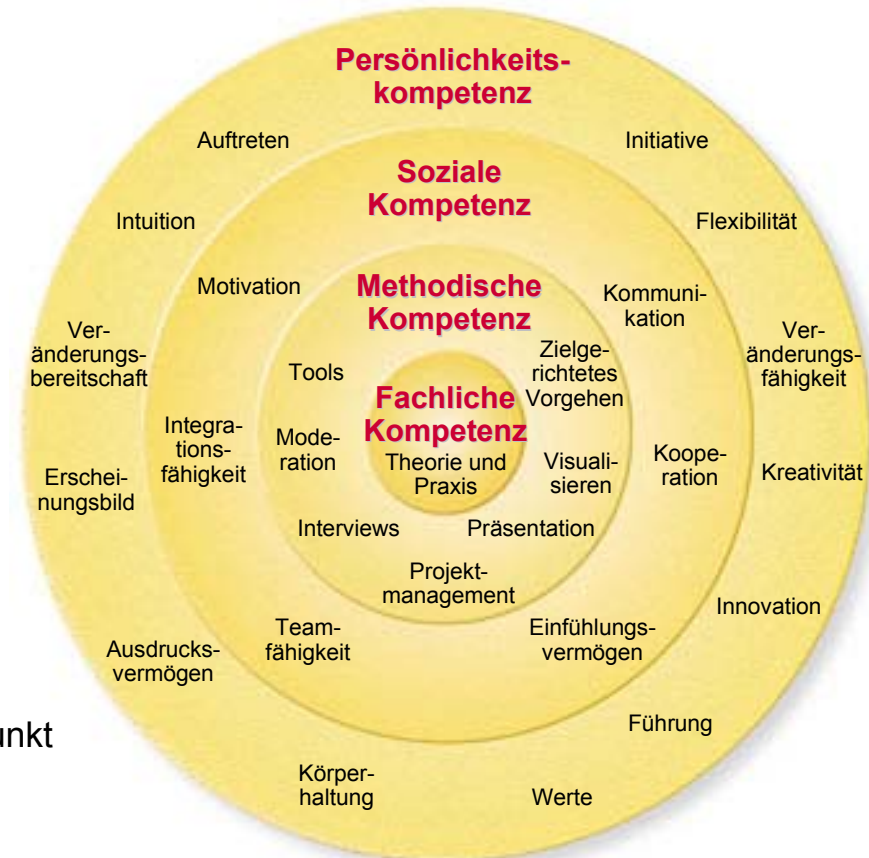 Persönlichkeits-
kompetenz
Auftreten
Initiative
Soziale
Kompetenz
Intuition
Flexibilität
Motivation
Methodische
Kompetenz
Kommuni-
kation
Ver-
änderungs-
bereitschaft
Ver-
änderungs-
fähigkeit
Tools
Zielge-
richtetes
Vorgehen
Fachliche
Kompetenz
Theorie und
Praxis
Integra-
tions-
fähigkeit
Mode-
ration
Visuali-
sieren
Koope-
ration
Kreativität
Erschei-
nungsbild
Interviews
Präsentation
Projekt-
management
Innovation
Team-
fähigkeit
Einfühlungs-
vermögen
Ausdrucks-
vermögen
Führung
unkt
Körper-
haltung
Werte